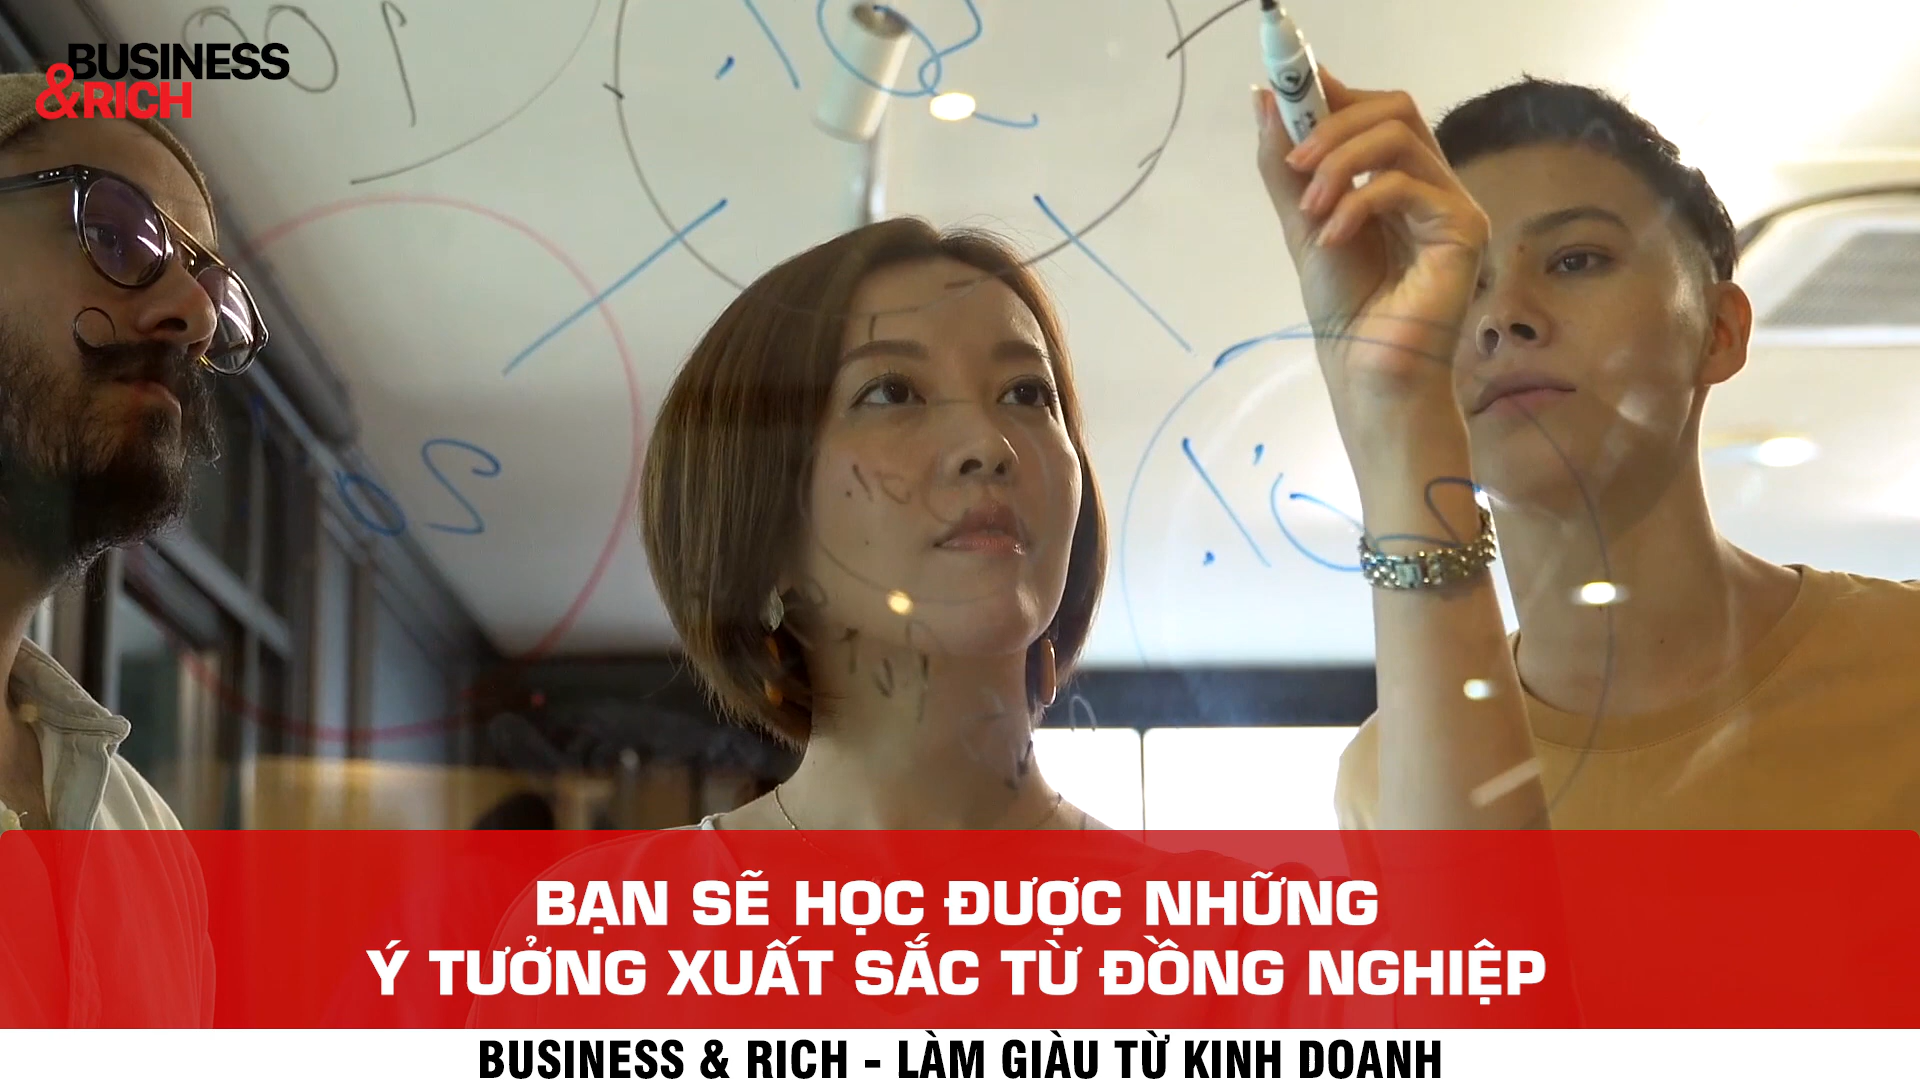 BUSINESS
&RICH
BẠN SẼ HỌC ĐƯỢC NHỮNG
Ý TƯỞNG XUẤT SẮC TỪ ĐỒNG NGHIỆP
BUSINESS & RICH - LÀM GIÀU TỪ KINH DOANH